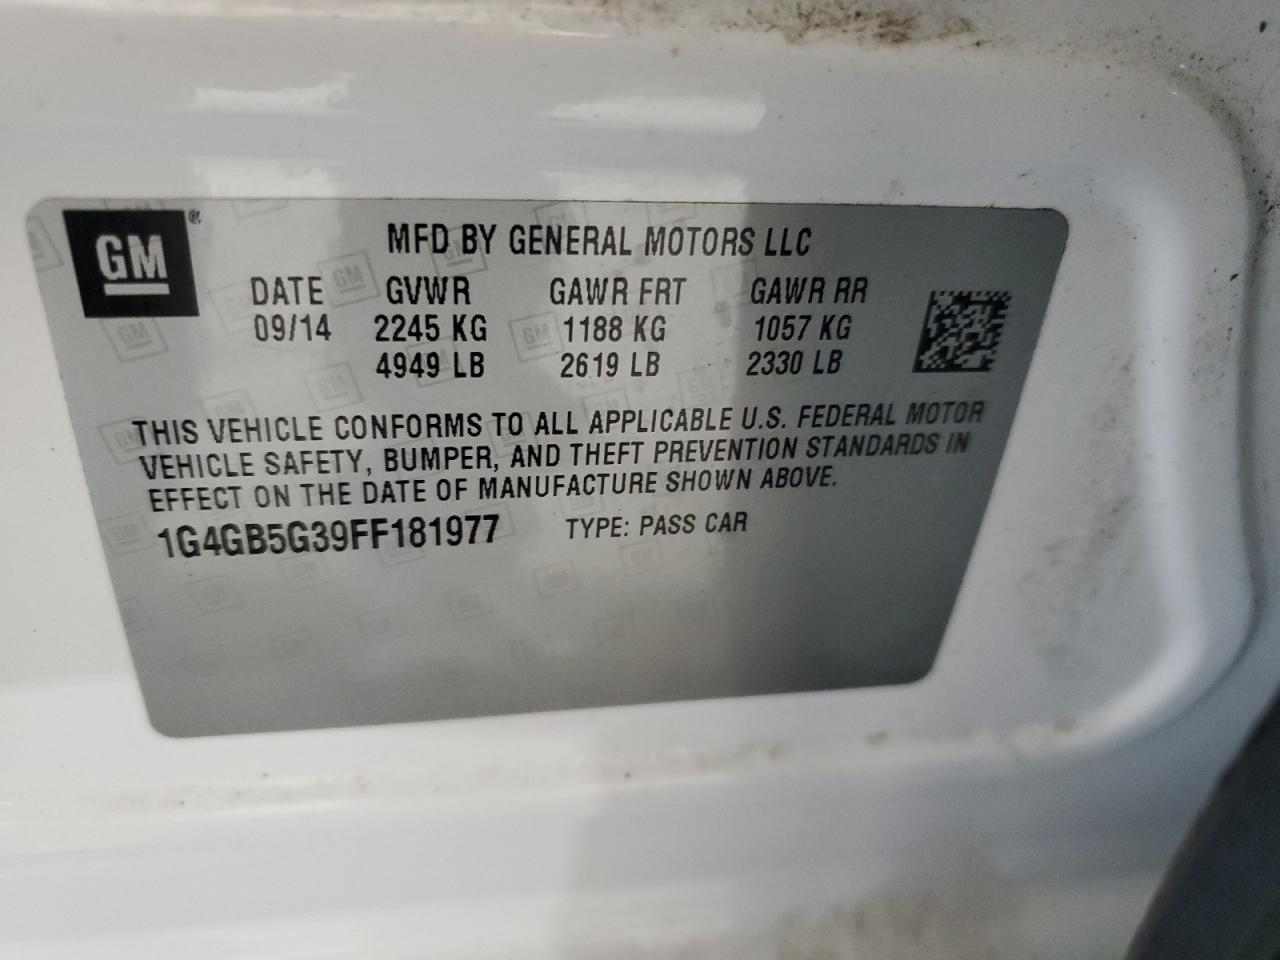 GM®
MFD BY GENERAL MOTORS LLC
DATE GVWR GAWR FRT GAWR RR
09/14 2245 KG 1188 KG 1057 KG
4949 LB 2619 LB 2330 LB
THIS VEHICLE CONFORMS TO ALL APPLICABLE U.S. FEDERAL MOTOR
VEHICLE SAFETY, BUMPER, AND THEFT PREVENTION STANDARDS IN
EFFECT ON THE DATE OF MANUFACTURE SHOWN ABOVE.
1G4GB5G39FF181977 TYPE: PASS CAR